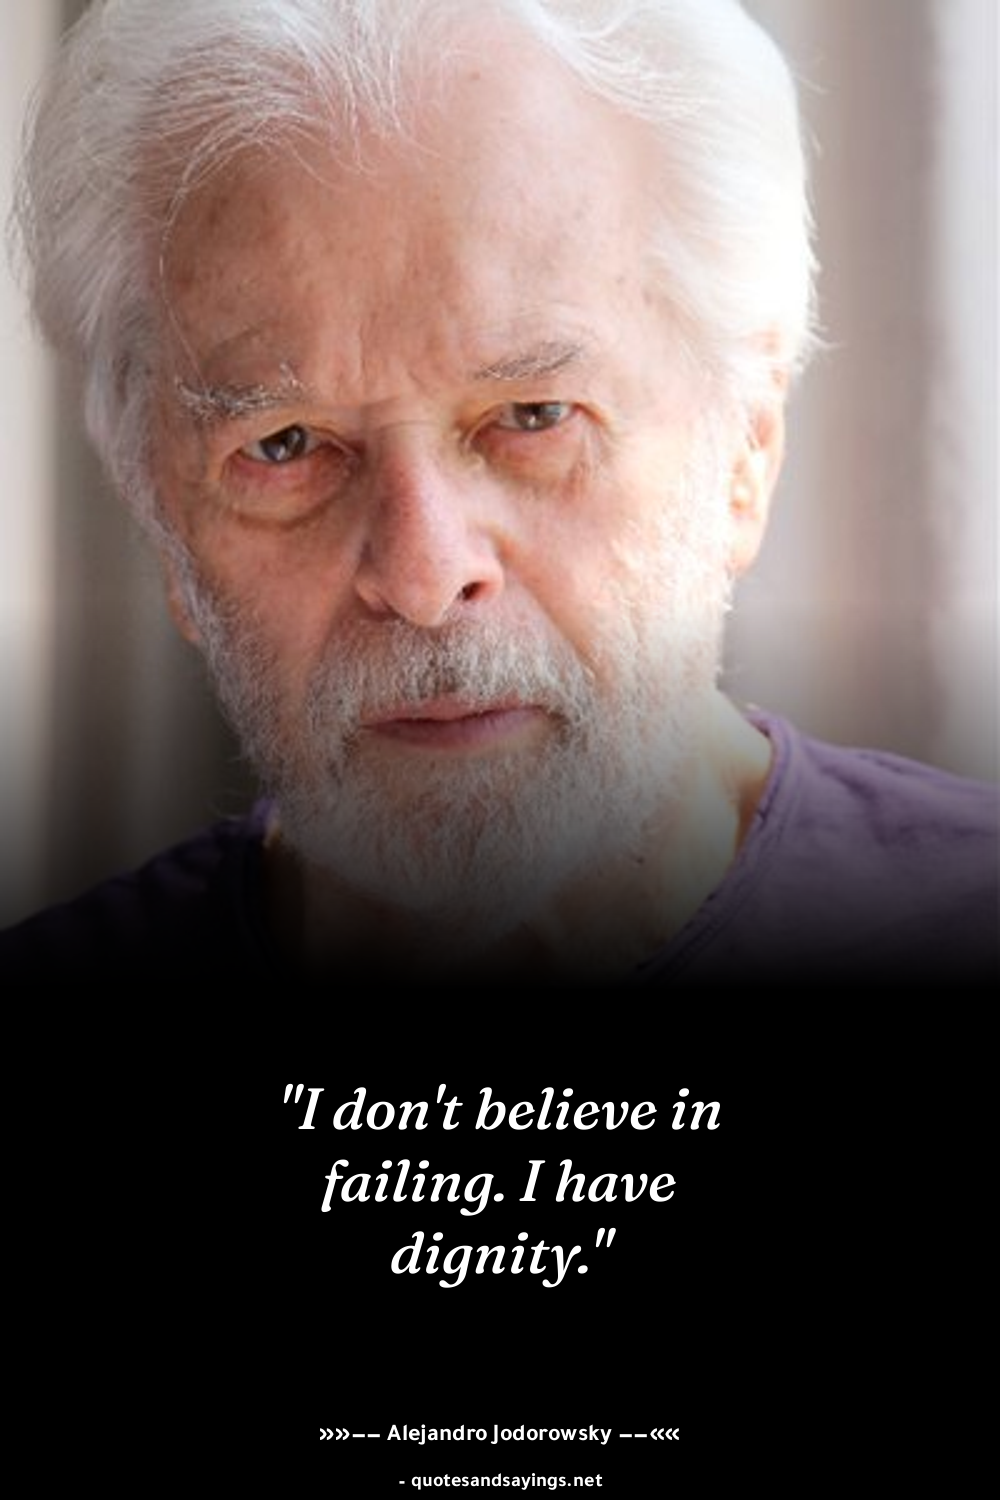 "I don't believe in
failing. I have
dignity."
»»–– Alejandro Jodorowsky ––««
- quotesandsayings.net